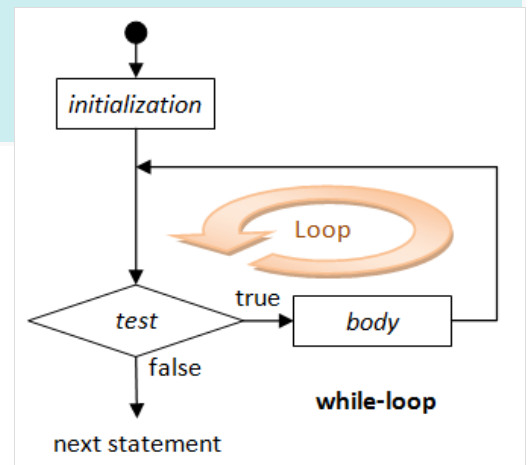 initialization
Loop
true
test
body
false
while-loop
next statement